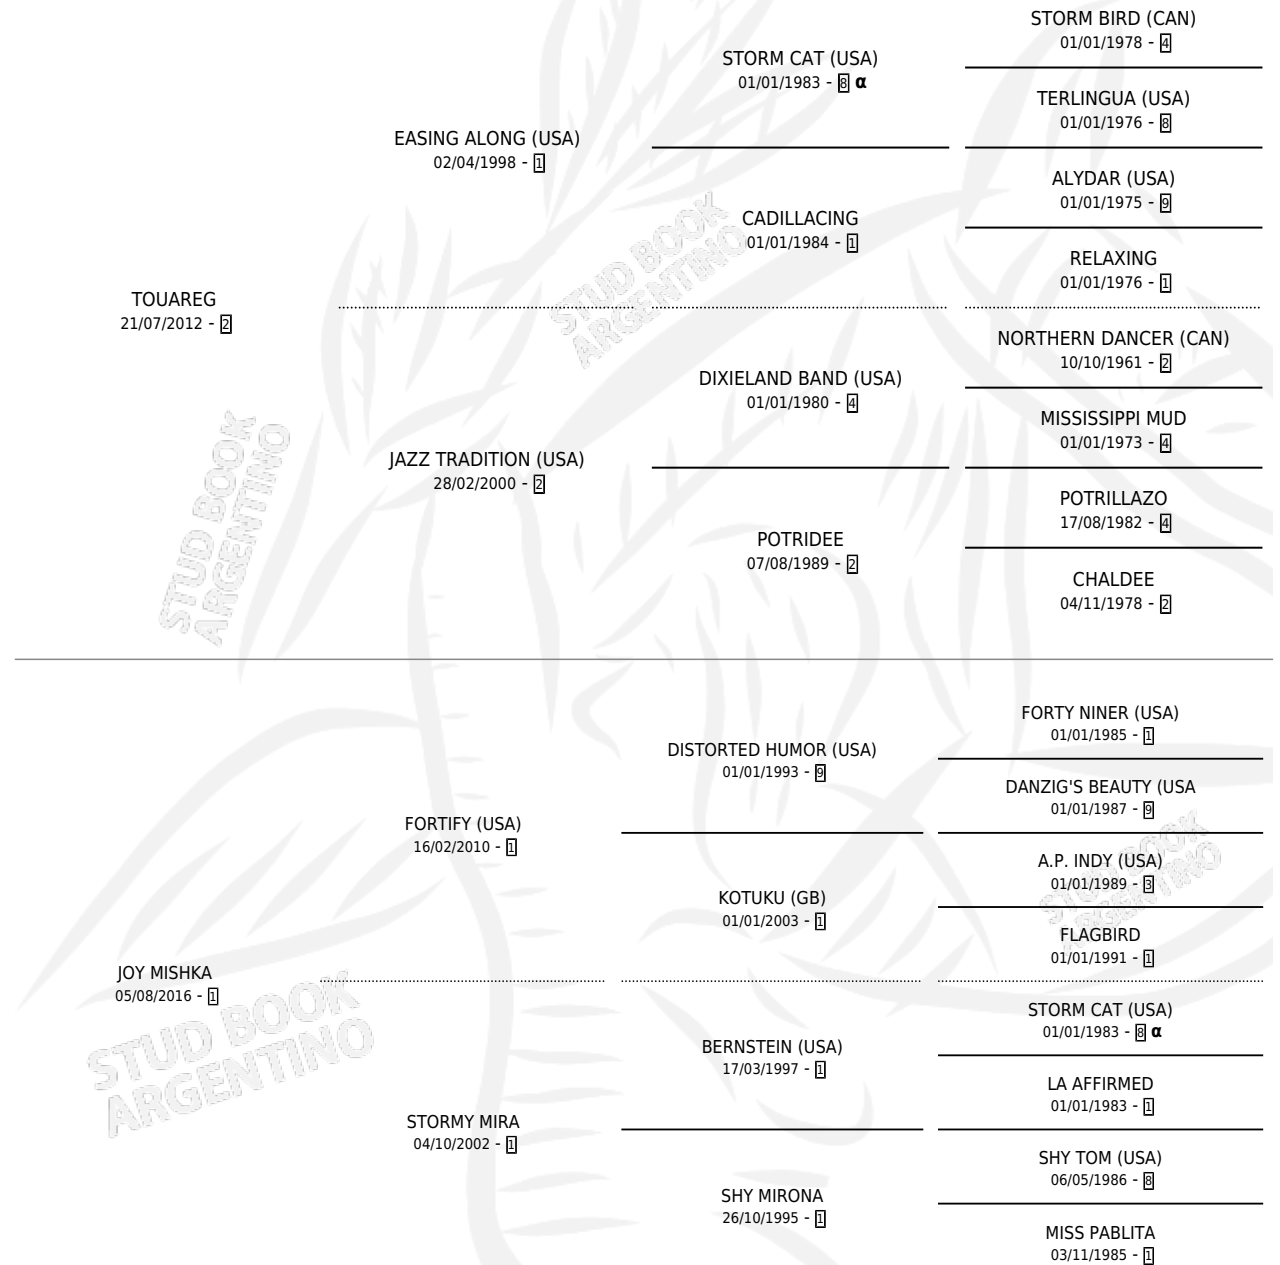 STORM BIRD (CAN)
01/01/1978 - 4
STORM CAT (USA)
01/01/1983 - 8 α
TERLINGUA (USA)
01/01/1976 - 8
EASING ALONG (USA)
02/04/1998 - 1
ALYDAR (USA)
01/01/1975 - 9
CADILLACING
01/01/1984 - 1
RELAXING
01/01/1976 - 1
STUD BOOK
ARGENTINO
TOUAREG
21/07/2012 - 2
NORTHERN DANCER (CAN)
10/10/1961 - 2
DIXIELAND BAND (USA)
01/01/1980 - 4
MISSISSIPPI MUD
01/01/1973 - 4
JAZZ TRADITION (USA)
28/02/2000 - 2
POTRILLAZO
17/08/1982 - 4
POTRIDEE
07/08/1989 - 2
CHALDEE
04/11/1978 - 2
STUD BOOK
ARGENTINO
FORTY NINER (USA)
01/01/1985 - 1
DISTORTED HUMOR (USA)
01/01/1993 - 9
DANZIG'S BEAUTY (USA
01/01/1987 - 9
FORTIFY (USA)
16/02/2010 - 1
A.P. INDY (USA)
01/01/1989 - 3
KOTUKU (GB)
01/01/2003 - 1
FLAGBIRD
01/01/1991 - 1
STUD BOOK
ARGENTINO
JOY MISHKA
05/08/2016 - 1
STORM CAT (USA)
01/01/1983 - 8 α
BERNSTEIN (USA)
17/03/1997 - 1
LA AFFIRMED
01/01/1983 - 1
STORMY MIRA
04/10/2002 - 1
SHY TOM (USA)
06/05/1986 - 8
SHY MIRONA
26/10/1995 - 1
MISS PABLITA
03/11/1985 - 1
STUD BOOK
ARGENTINO